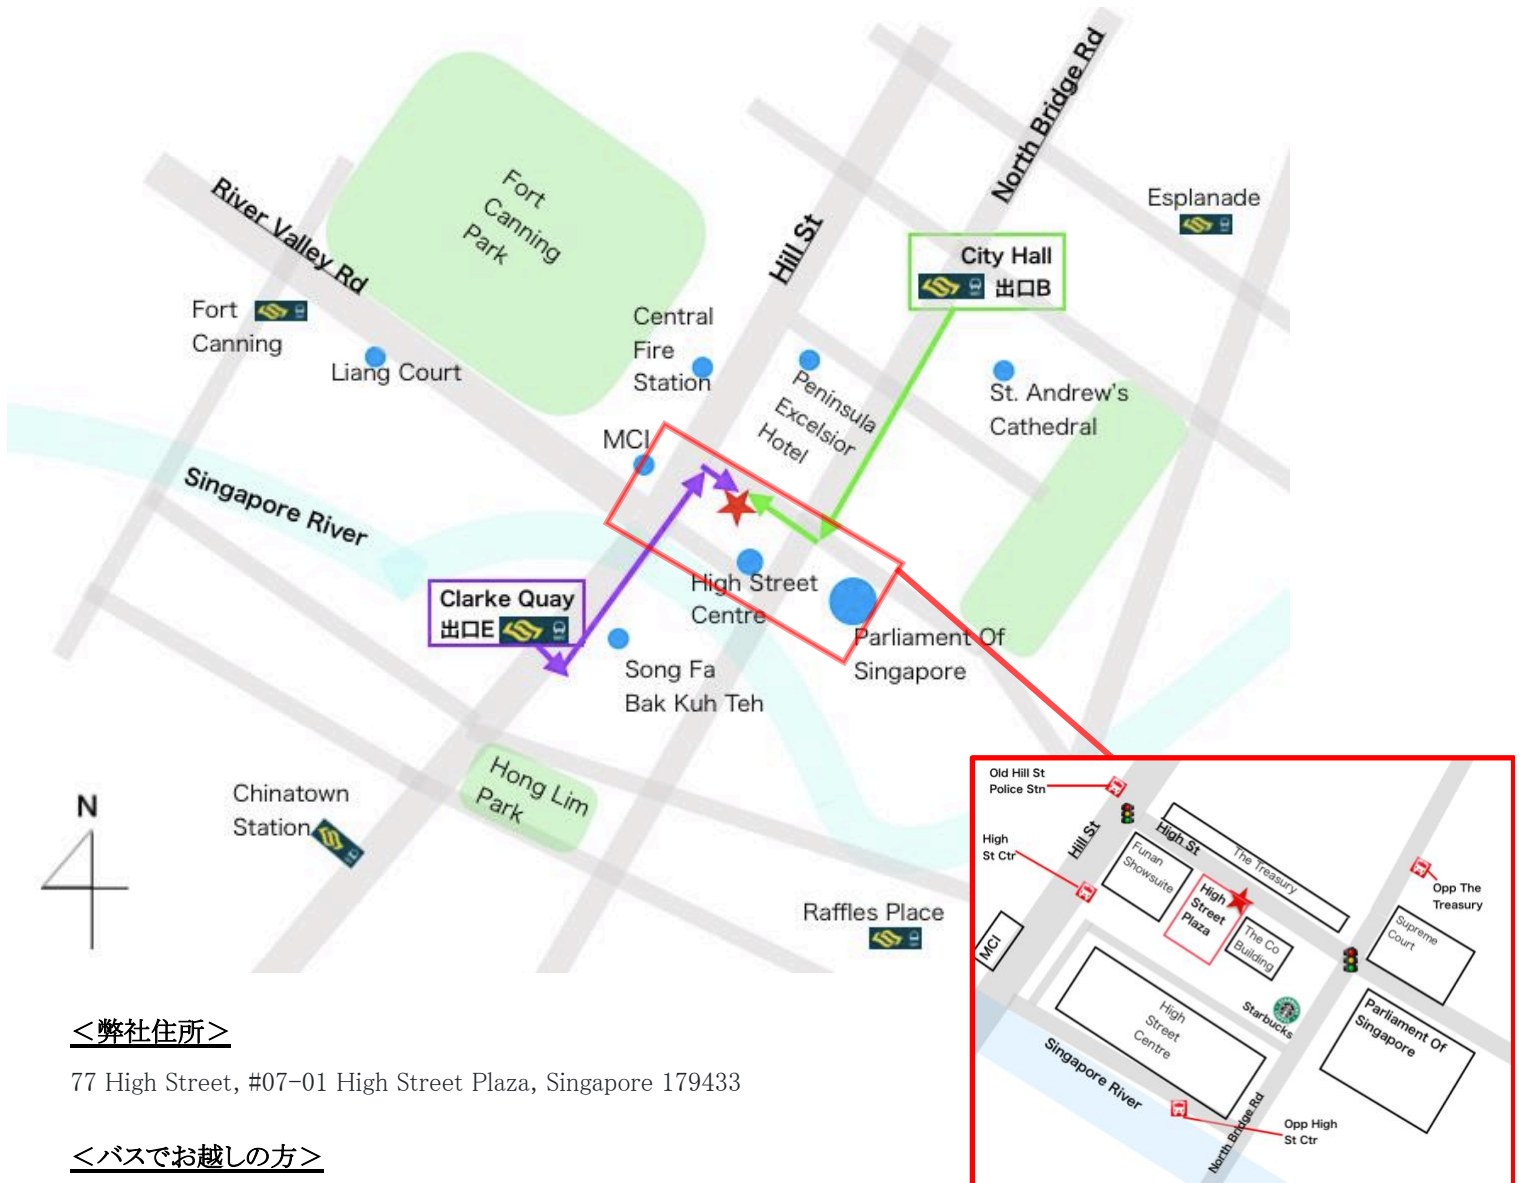 North Bridge Rd
Esplanade
Fort
Canning
Park
River Valley Rd
Hill St
City Hall
出口B
Fort
Canning
Central
Fire
Station
Liang Court
Peninsula
Excelsior
Hotel
St. Andrew's
Cathedral
MCI
Singapore River
High Street
Centre
Clarke Quay
出口E
Parliament Of
Singapore
Song Fa
Bak Kuh Teh
Hong Lim
Park
Chinatown
Station
N
Raffles Place
Old Hill St
Police Stn
High
St Ctr
Hill St
High St
The Treasury
Funan
Showsuite
High
Street
Plaza
The Co
Building
Opp The
Treasury
Supreme
Court
MCI
Starbucks
High
Street
Centre
Parliament Of
Singapore
Singapore River
North Bridge Rd
Opp High
St Ctr
＜弊社住所＞
77 High Street, #07-01 High Street Plaza, Singapore 179433
＜バスでお越しの方＞